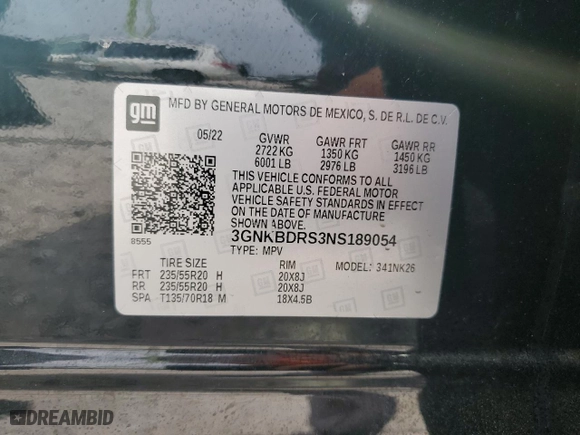 gm
MFD BY GENERAL MOTORS DE MEXICO, S. DE R.L. DE C.V.
05/22 GVWR GAWR FRT GAWR RR
2722 KG 1350 KG 1450 KG
6001 LB 2976 LB 3196 LB
THIS VEHICLE CONFORMS TO ALL
APPLICABLE U.S. FEDERAL MOTOR
VEHICLE SAFETY STANDARDS IN EFFECT
ON THE DATE OF MANUFACTURE
SHOWN ABOVE.
3GNKBDRS3NS189054
8555 TYPE: MPV
TIRE SIZE RIM MODEL: 341NK26
FRT 235/55R20 H 20X8J
RR 235/55R20 H 20X8J
SPA T135/70R18 M 18X4.5B
DREAMBID